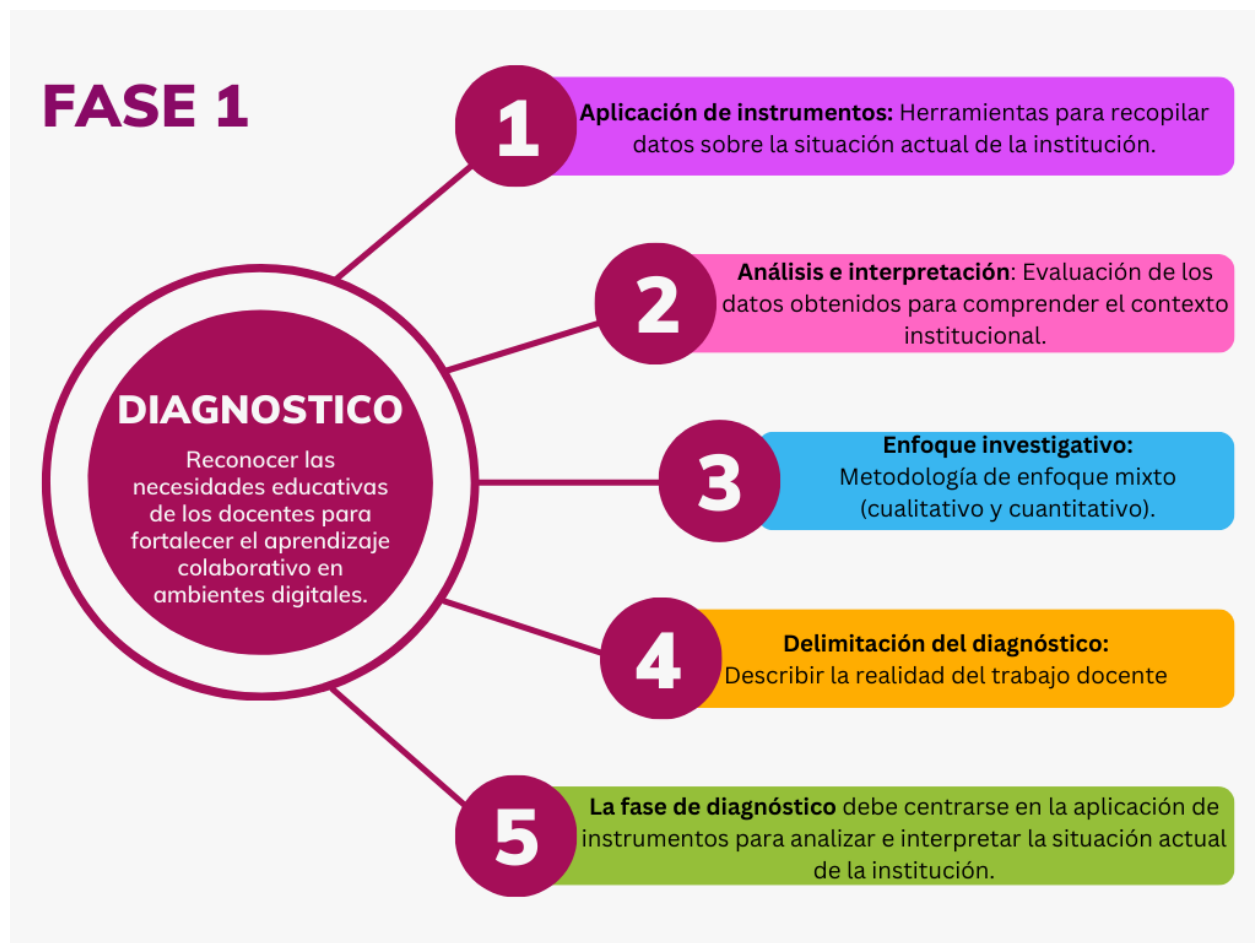 FASE 1
1
Aplicación de instrumentos: Herramientas para recopilar
datos sobre la situación actual de la institución.
2
Análisis e interpretación: Evaluación de los
datos obtenidos para comprender el contexto
institucional.
DIAGNOSTICO
Reconocer las
necesidades educativas
de los docentes para
fortalecer el aprendizaje
colaborativo en
ambientes digitales.
3
Enfoque investigativo:
Metodología de enfoque mixto
(cualitativo y cuantitativo).
4
Delimitación del diagnóstico:
Describir la realidad del trabajo docente
5
La fase de diagnóstico debe centrarse en la aplicación de
instrumentos para analizar e interpretar la situación actual
de la institución.